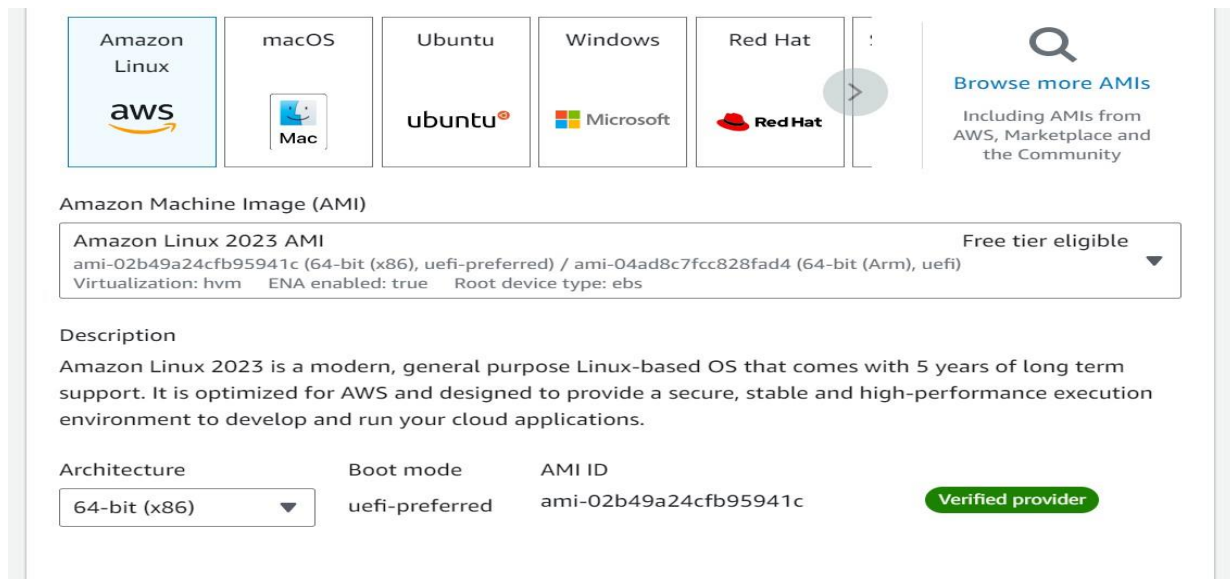 Amazon
Linux
macOS
Ubuntu
Windows
Red Hat
aws
Mac
ubuntu
Microsoft
Red Hat
Browse more AMIs
Including AMIs from
AWS, Marketplace and
the Community
Amazon Machine Image (AMI)
Amazon Linux 2023 AMI
Free tier eligible
ami-02b49a24cfb95941c (64-bit (x86), uefi-preferred) / ami-04ad8c7fcc828fad4 (64-bit (Arm), uefi)
Virtualization: hvm ENA enabled: true Root device type: ebs
Description
Amazon Linux 2023 is a modern, general purpose Linux-based OS that comes with 5 years of long term
support. It is optimized for AWS and designed to provide a secure, stable and high-performance execution
environment to develop and run your cloud applications.
Architecture
Boot mode
AMI ID
64-bit (x86)
uefi-preferred
ami-02b49a24cfb95941c
Verified provider